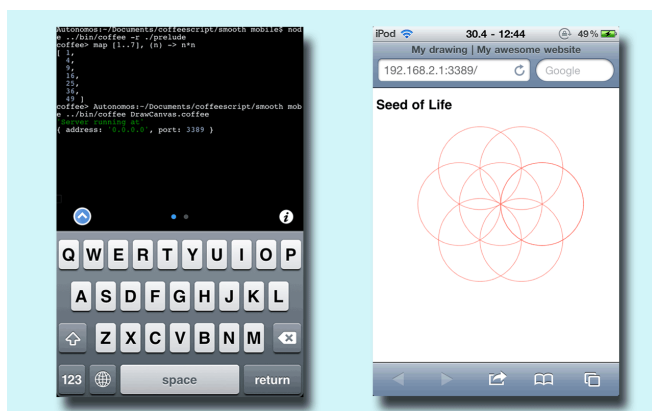 Autonomos:~/Documents/coffeescript/smooth mobile$ nod
e ../bin/coffee -r ./prelude
coffee> map [1..7], (n) -> n*n
[ 1,
4,
9,
16,
25,
36,
49 ]
coffee> Autonomos:~/Documents/coffeescript/smooth mob
e ../bin/coffee DrawCanvas.coffee
'Server running at'
{ address: '0.0.0.0', port: 3389 }
Q W E R T Y U I O P
A S D F G H J K L
Z X C V B N M
123 space return
iPod 30.4 - 12:44 49%
My drawing | My awesome website
192.168.2.1:3389/ Google
Seed of Life